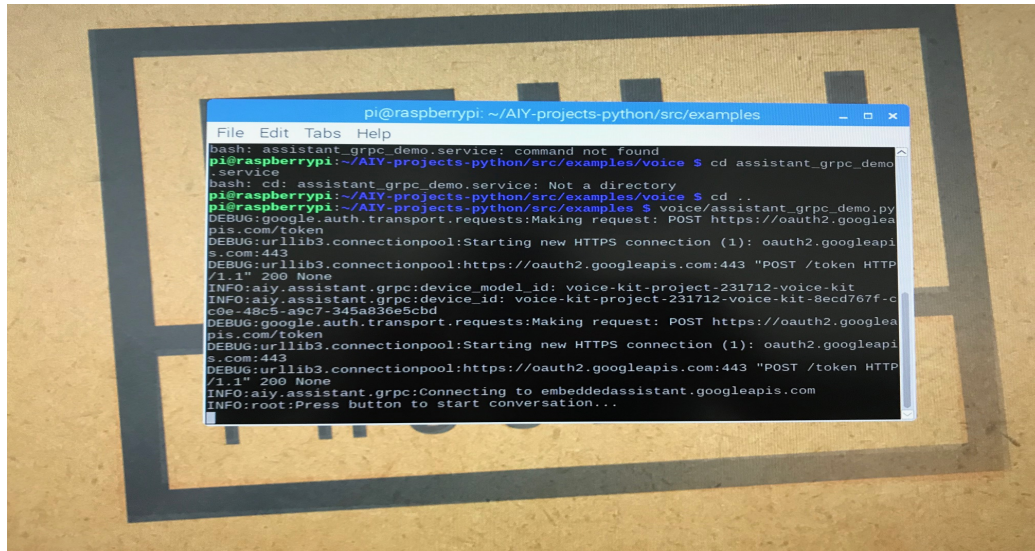 pi@raspberrypi: ~/AIY-projects-python/src/examples
File Edit Tabs Help
bash: assistant_grpc_demo.service: command not found
pi@raspberrypi:~/AIY-projects-python/src/examples/voice $ cd assistant_grpc_demo
.service
bash: cd: assistant_grpc_demo.service: Not a directory
pi@raspberrypi:~/AIY-projects-python/src/examples/voice $ cd ..
pi@raspberrypi:~/AIY-projects-python/src/examples $ voice/assistant_grpc_demo.py
DEBUG:google.auth.transport.requests:Making request: POST https://oauth2.googlea
pis.com/token
DEBUG:urllib3.connectionpool:Starting new HTTPS connection (1): oauth2.googleapi
s.com:443
DEBUG:urllib3.connectionpool:https://oauth2.googleapis.com:443 "POST /token HTTP
/1.1" 200 None
INFO:aiy.assistant.grpc:device_model_id: voice-kit-project-231712-voice-kit
INFO:aiy.assistant.grpc:device_id: voice-kit-project-231712-voice-kit-8ecd767f-c
c0e-48c5-a9c7-345a836e5cbd
DEBUG:google.auth.transport.requests:Making request: POST https://oauth2.googlea
pis.com/token
DEBUG:urllib3.connectionpool:Starting new HTTPS connection (1): oauth2.googleapi
s.com:443
DEBUG:urllib3.connectionpool:https://oauth2.googleapis.com:443 "POST /token HTTP
/1.1" 200 None
INFO:aiy.assistant.grpc:Connecting to embeddedassistant.googleapis.com
INFO:root:Press button to start conversation...